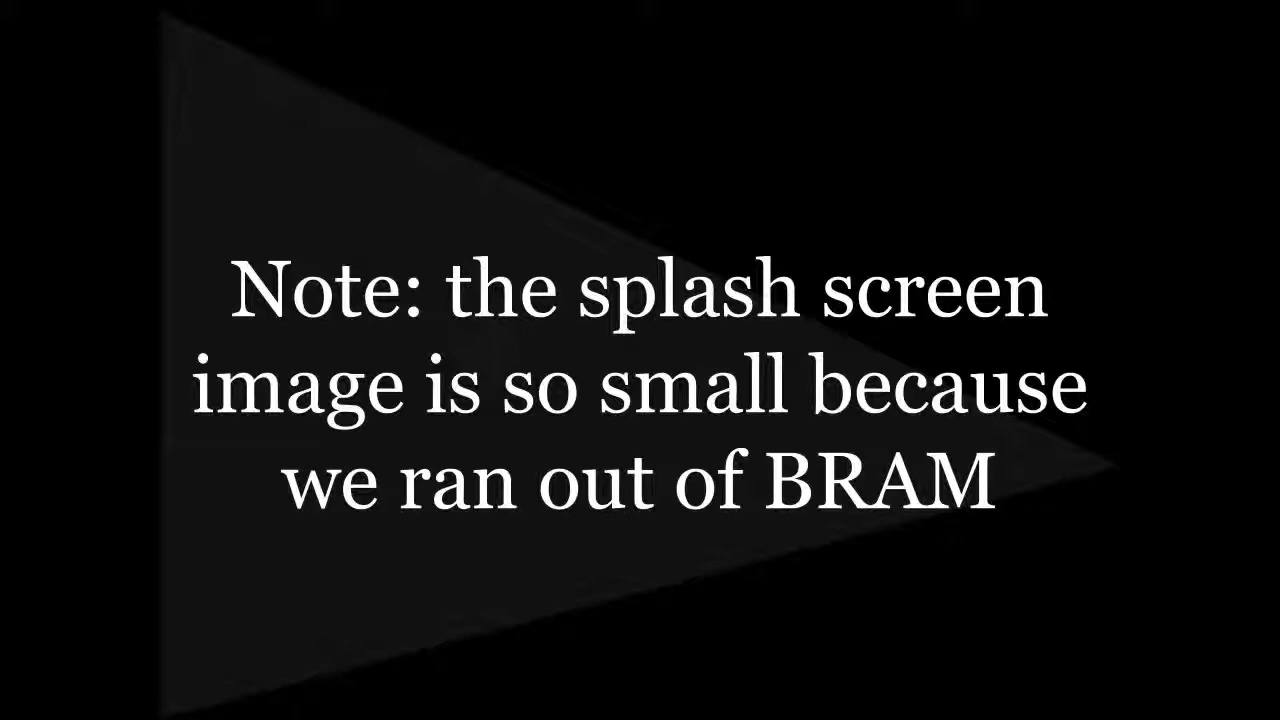 Note: the splash screen
image is so small because
we ran out of BRAM